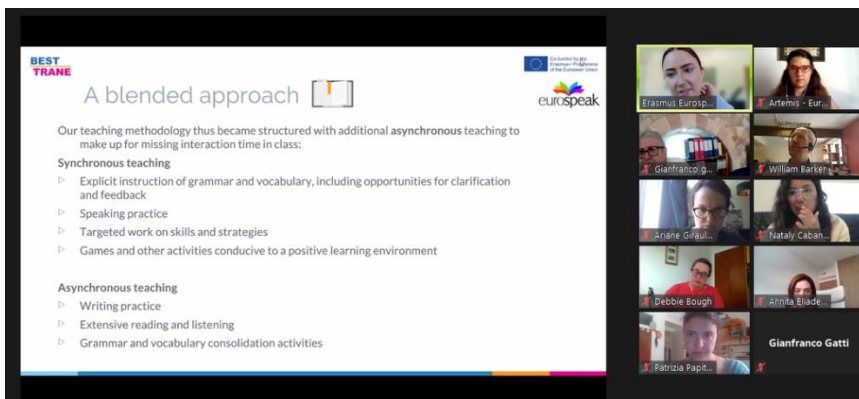 BEST
TRANE
A blended approach
Co-funded by the
Erasmus+ Programme
of the European Union
eurospeak
Our teaching methodology thus became structured with additional asynchronous teaching to
make up for missing interaction time in class:
Synchronous teaching
Explicit instruction of grammar and vocabulary, including opportunities for clarification
and feedback
Speaking practice
Targeted work on skills and strategies
Games and other activities conducive to a positive learning environment
Asynchronous teaching
Writing practice
Extensive reading and listening
Grammar and vocabulary consolidation activities
Erasmus Eurosp...
Artemis - Eur...
Gianfranco g...
William Barker
Ariane Giraul...
Nataly Caban...
Debbie Bough
Annita Eliade...
Patrizia Papit...
Gianfranco Gatti